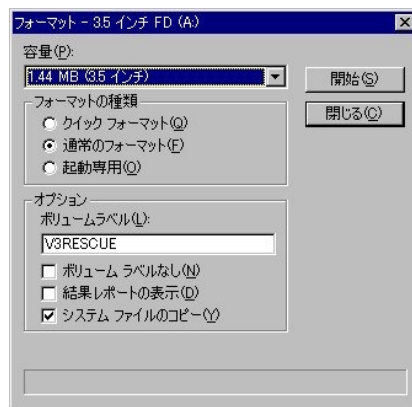 フォーマット - 3.5 インチ FD (A:)
容量(P):
1.44 MB (3.5 インチ)
開始(S)
閉じる(C)
フォーマットの種類
クイック フォーマット(Q)
通常のフォーマット(F)
起動専用(O)
オプション
ボリュームラベル(L):
V3RESCUE
ボリューム ラベルなし(N)
結果レポートの表示(D)
システム ファイルのコピー(Y)